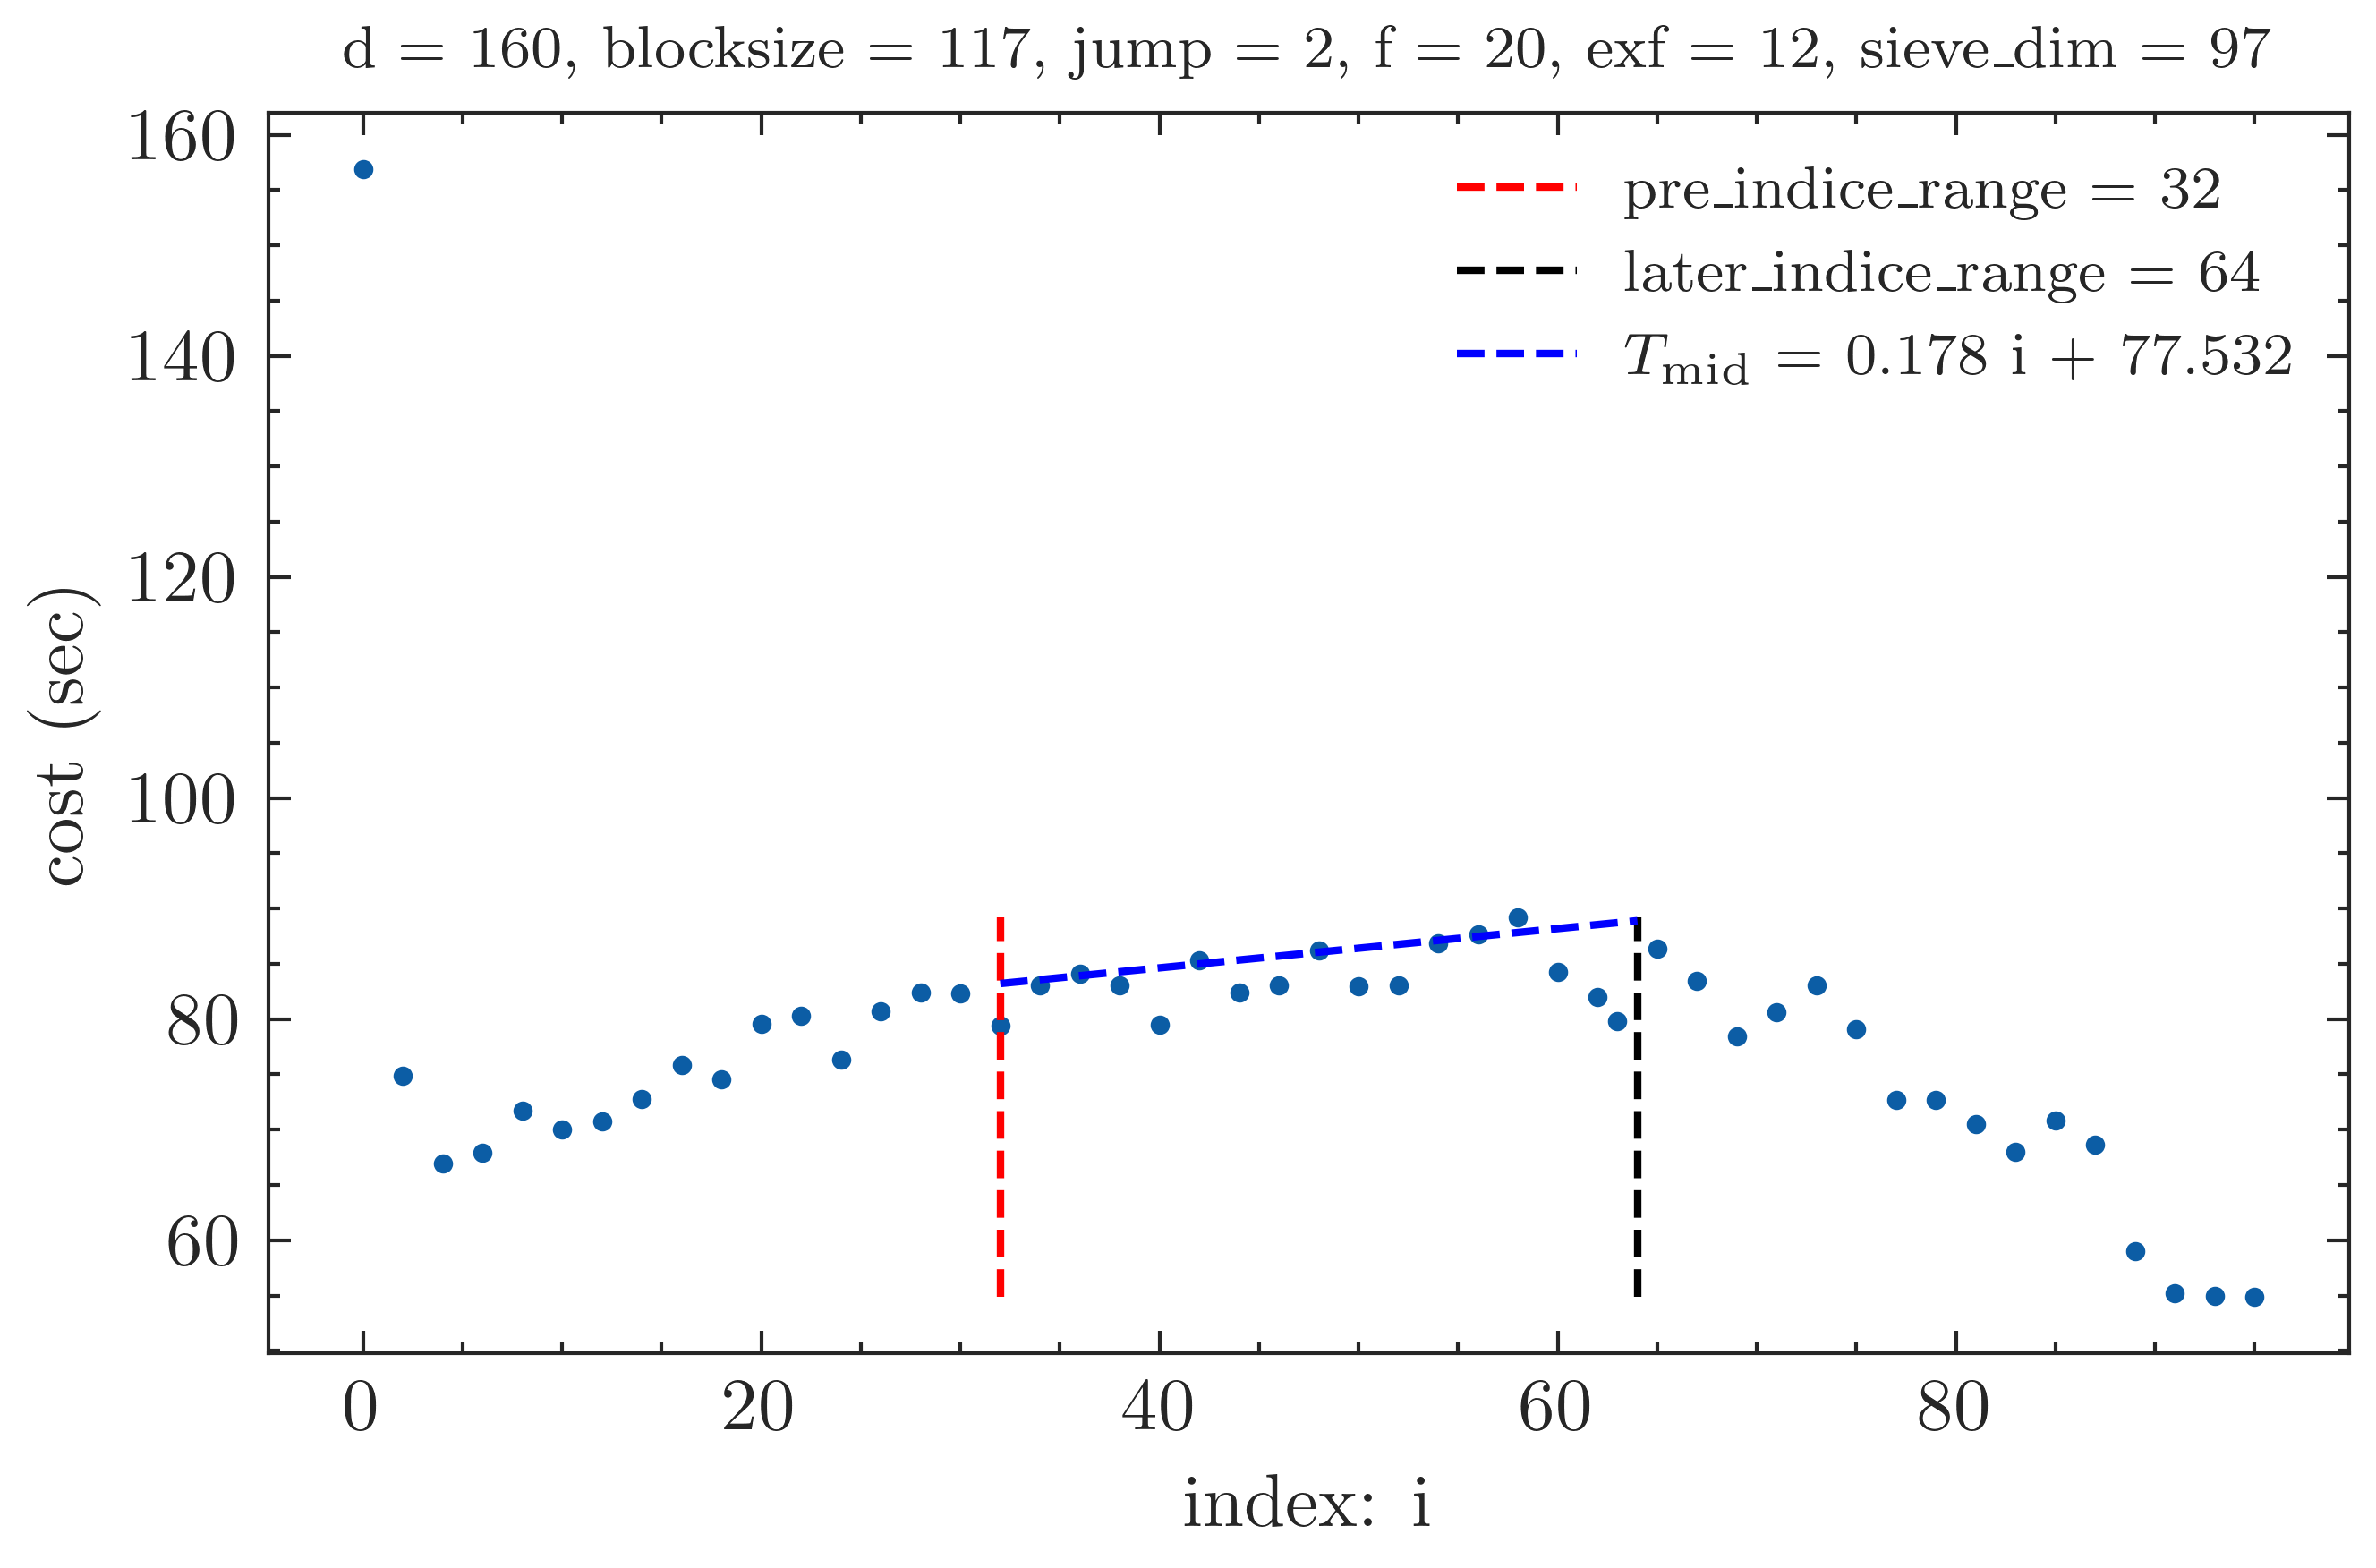 d = 160, blocksize = 117, jump = 2, f = 20, exf = 12, sieve_dim = 97
pre_indice_range = 32
later_indice_range = 64
T_mid = 0.178 i + 77.532
cost (sec)
160
140
120
100
80
60
0 20 40 60 80
index: i